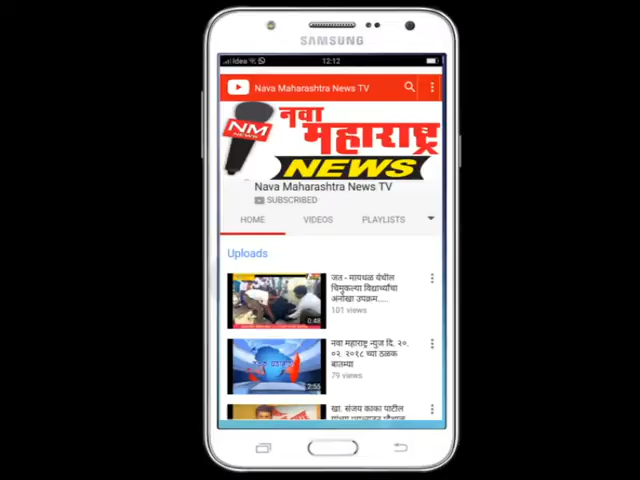 SAMSUNG
Idea
12:12
Nava Maharashtra News TV
नवा
महाराष्ट्र
NM
NEWS
NEWS
Nava Maharashtra News TV
SUBSCRIBED
HOME VIDEOS PLAYLISTS
Uploads
जत - मायथळ येथील
चिमुकल्या विद्यार्थ्यांचा
अनोखा उपक्रम.....
101 views
0:48
नवा महाराष्ट्र न्युज दि. २०.
०२. २०१८ च्या ठळक
बातम्या
79 views
2:55
खा. संजय काका पाटील